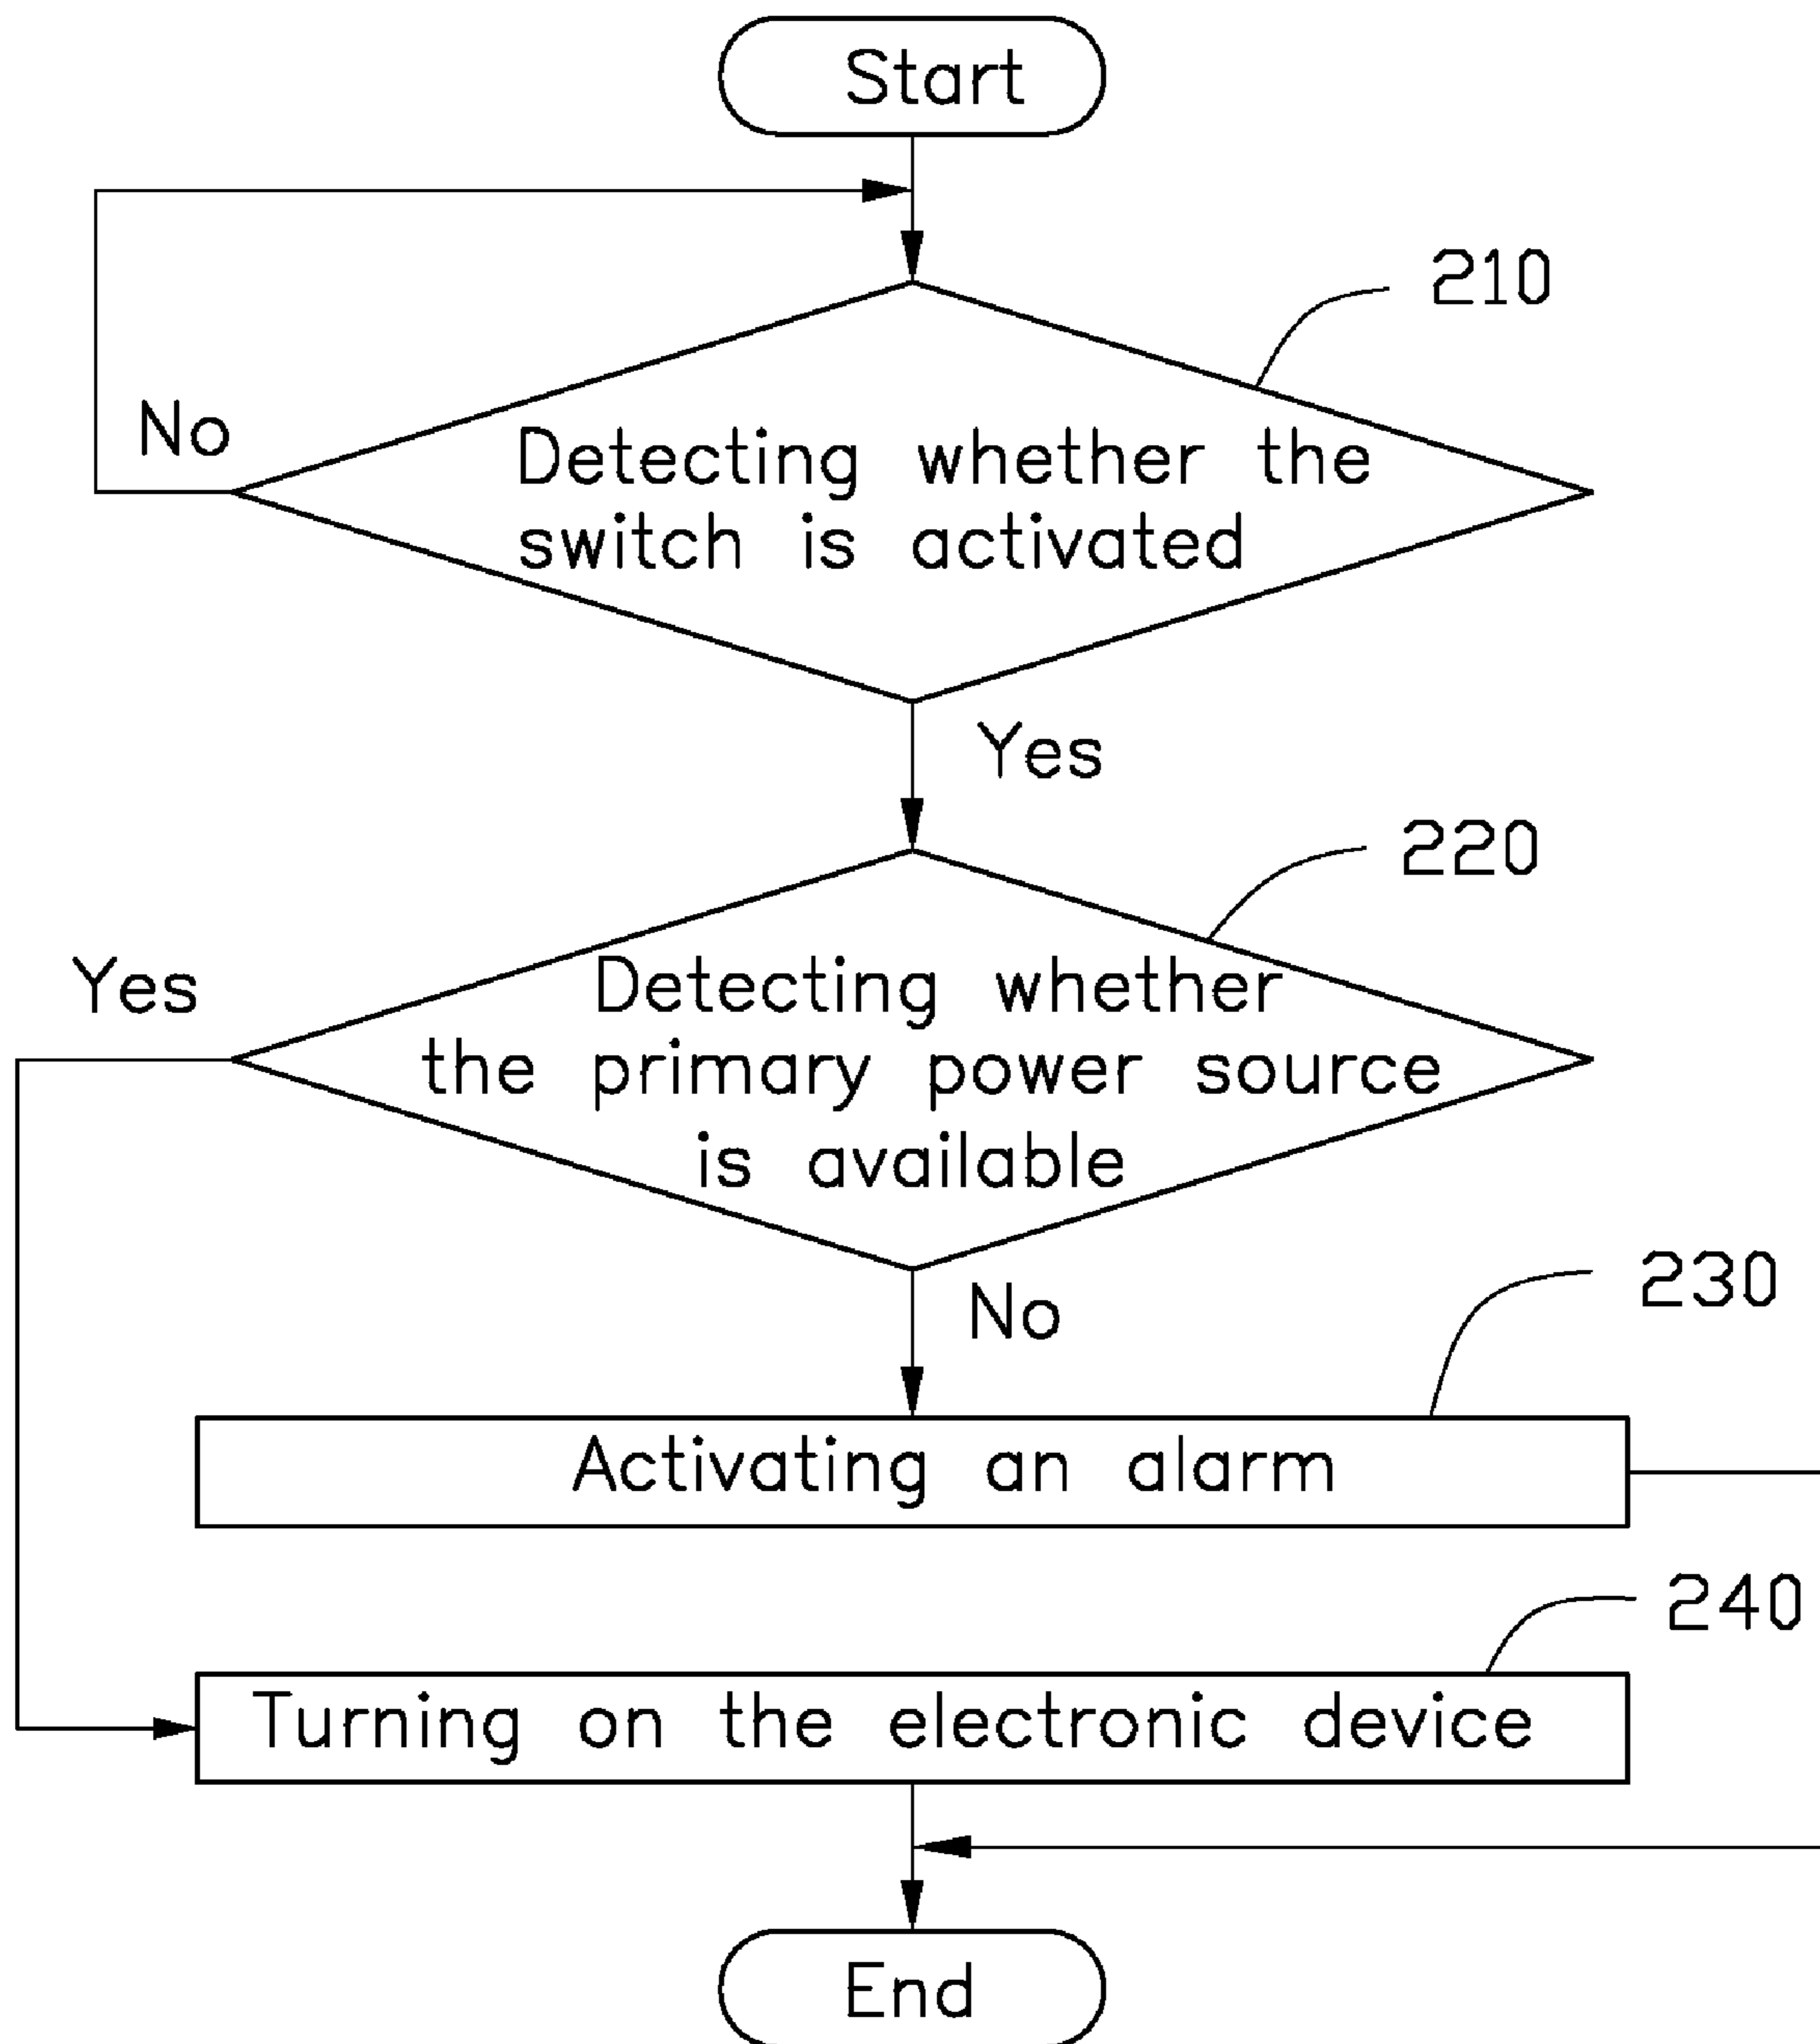 Start
210
No
Detecting whether the
switch is activated
Yes
220
Yes
Detecting whether
the primary power source
is available
No
230
Activating an alarm
240
Turning on the electronic device
End